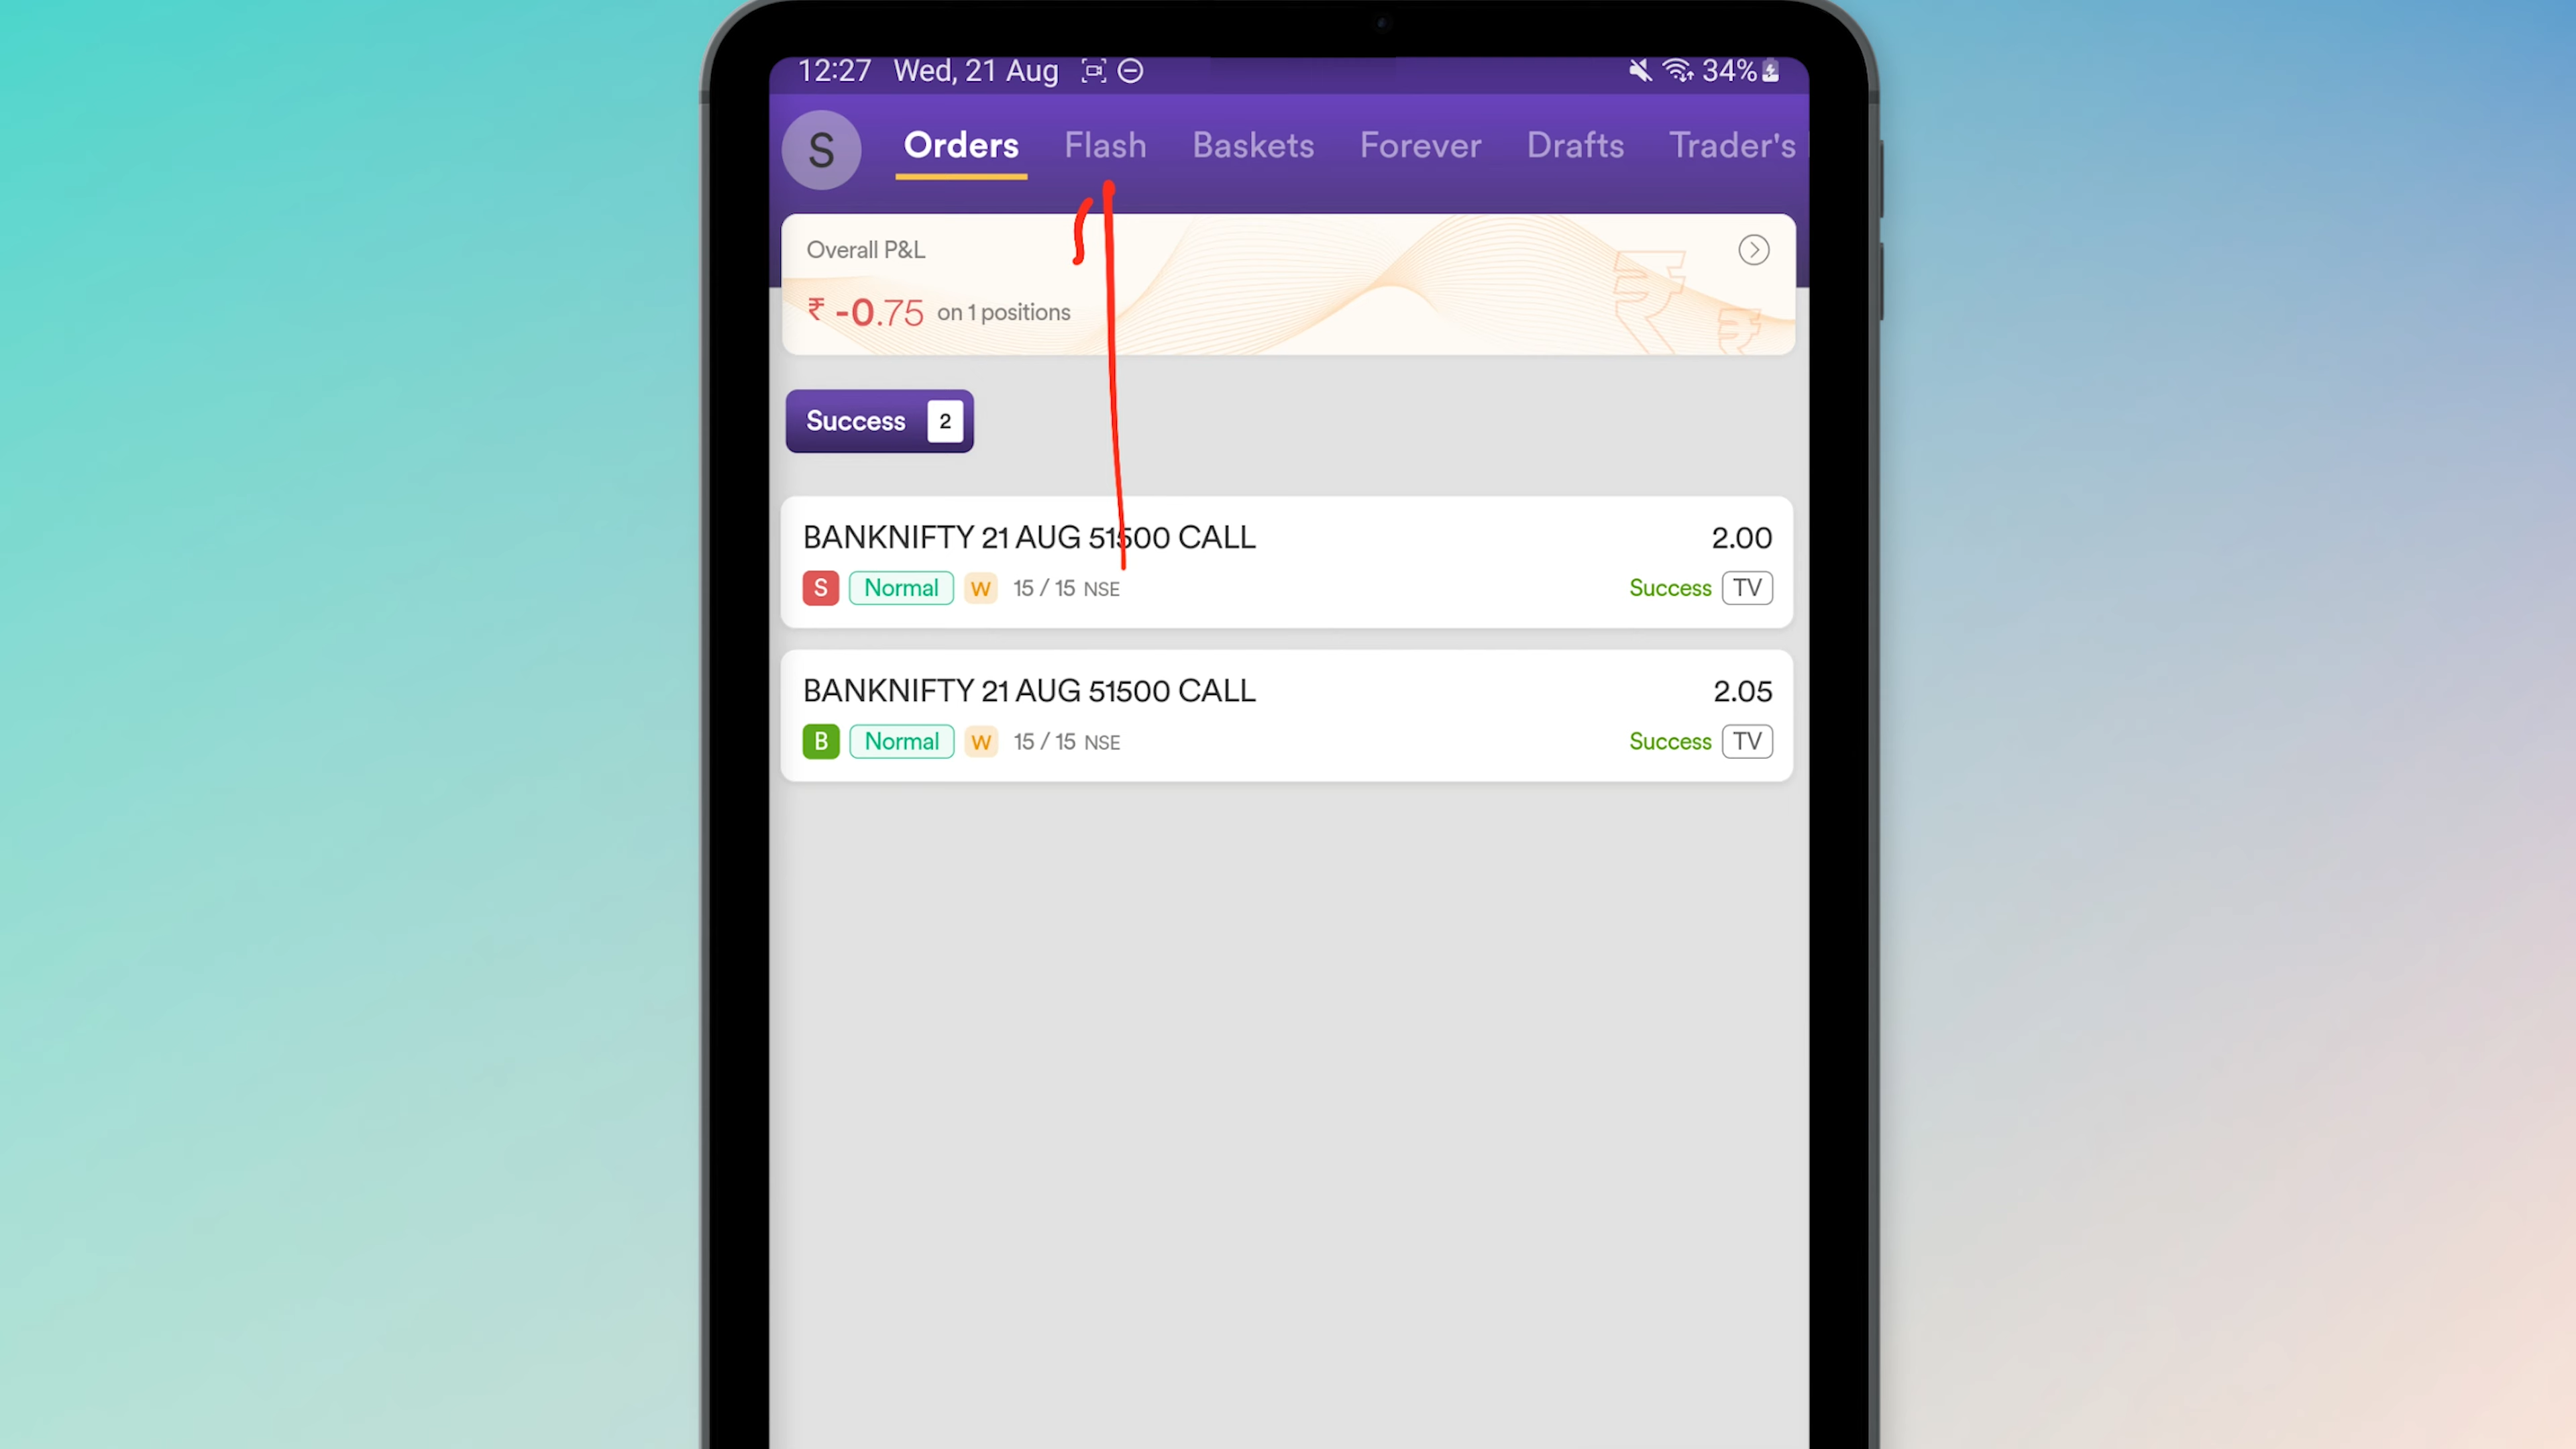 12:27 Wed, 21 Aug 34%
S Orders Flash Baskets Forever Drafts Trader's
Overall P&L
₹ -0.75 on 1 positions
Success 2
BANKNIFTY 21 AUG 51500 CALL 2.00
S Normal W 15 / 15 NSE Success TV
BANKNIFTY 21 AUG 51500 CALL 2.05
B Normal W 15 / 15 NSE Success TV